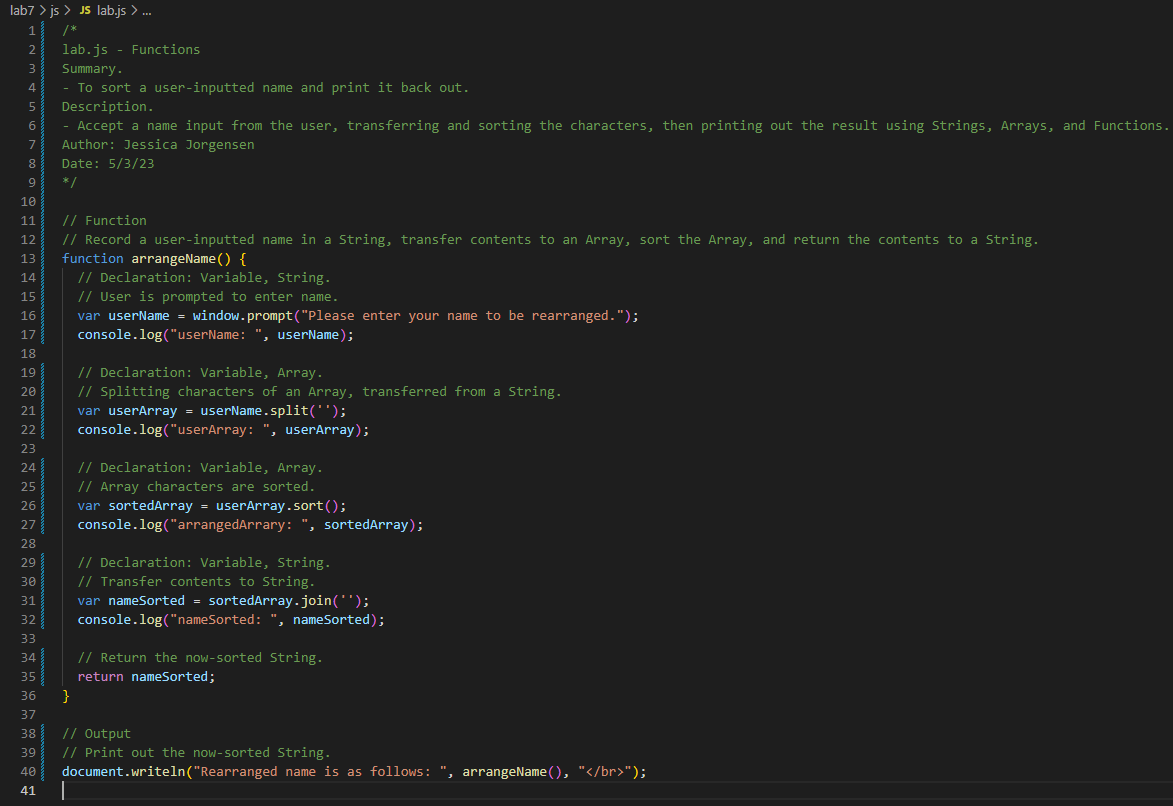 lab7 > js > JS lab.js > ...
1 /*
2 lab.js - Functions
3 Summary.
4 - To sort a user-inputted name and print it back out.
5 Description.
6 - Accept a name input from the user, transferring and sorting the characters, then printing out the result using Strings, Arrays, and Functions.
7 Author: Jessica Jorgensen
8 Date: 5/3/23
9 */
10
11 // Function
12 // Record a user-inputted name in a String, transfer contents to an Array, sort the Array, and return the contents to a String.
13 function arrangeName() {
14   // Declaration: Variable, String.
15   // User is prompted to enter name.
16   var userName = window.prompt("Please enter your name to be rearranged.");
17   console.log("userName: ", userName);
18
19   // Declaration: Variable, Array.
20   // Splitting characters of an Array, transferred from a String.
21   var userArray = userName.split('');
22   console.log("userArray: ", userArray);
23
24   // Declaration: Variable, Array.
25   // Array characters are sorted.
26   var sortedArray = userArray.sort();
27   console.log("arrangedArrary: ", sortedArray);
28
29   // Declaration: Variable, String.
30   // Transfer contents to String.
31   var nameSorted = sortedArray.join('');
32   console.log("nameSorted: ", nameSorted);
33
34   // Return the now-sorted String.
35   return nameSorted;
36 }
37
38 // Output
39 // Print out the now-sorted String.
40 document.writeln("Rearranged name is as follows: ", arrangeName(), "</br>");
41